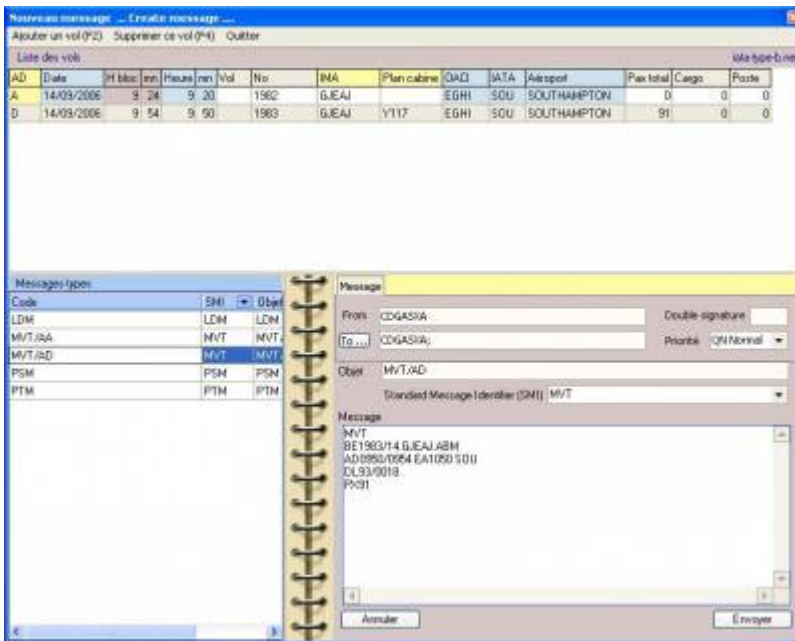 Nouveau message ... Create message ....
Ajouter un vol (F2) Supprimer ce vol (F4) Quitter
Liste des vols iata-type-b.net
AD Date H bloc mn Heure mn Vol No IMA Plan cabine OACI IATA Aéroport Pax total Cargo Poste
A 14/09/2006 9 24 9 20 1982 GJEAJ EGHI SOU SOUTHAMPTON 0 0 0
D 14/09/2006 9 54 9 50 1983 GJEAJ Y117 EGHI SOU SOUTHAMPTON 91 0 0
Messages types
Code SMI Objet
LDM LDM LDM
MVT/AA MVT MVT/
MVT/AD MVT MVT/
PSM PSM PSM
PTM PTM PTM
Message
From Double signature
To ... Priorité QN Normal
Objet MVT/AD
Standard Message Identifier (SMI) MVT
Message
MVT
BE1983/14.GJEAJ.ABM
AD0950/0954 EA1050 SOU
DL93/0018
PX91
Annuler Envoyer